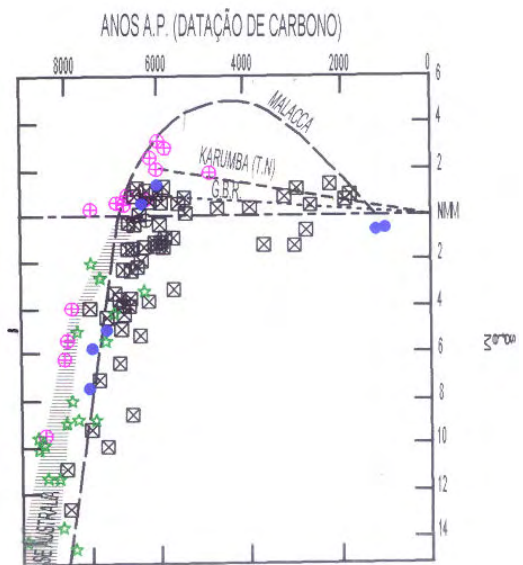 ANOS A.P. (DATAÇÃO DE CARBONO)
8000 6000 4000 2000 0
6
4
2
NMM
2
4
6
8
10
12
14
MALACCA
KARUMBA (T.N)
G.B.R.
SE AUSTRALIA